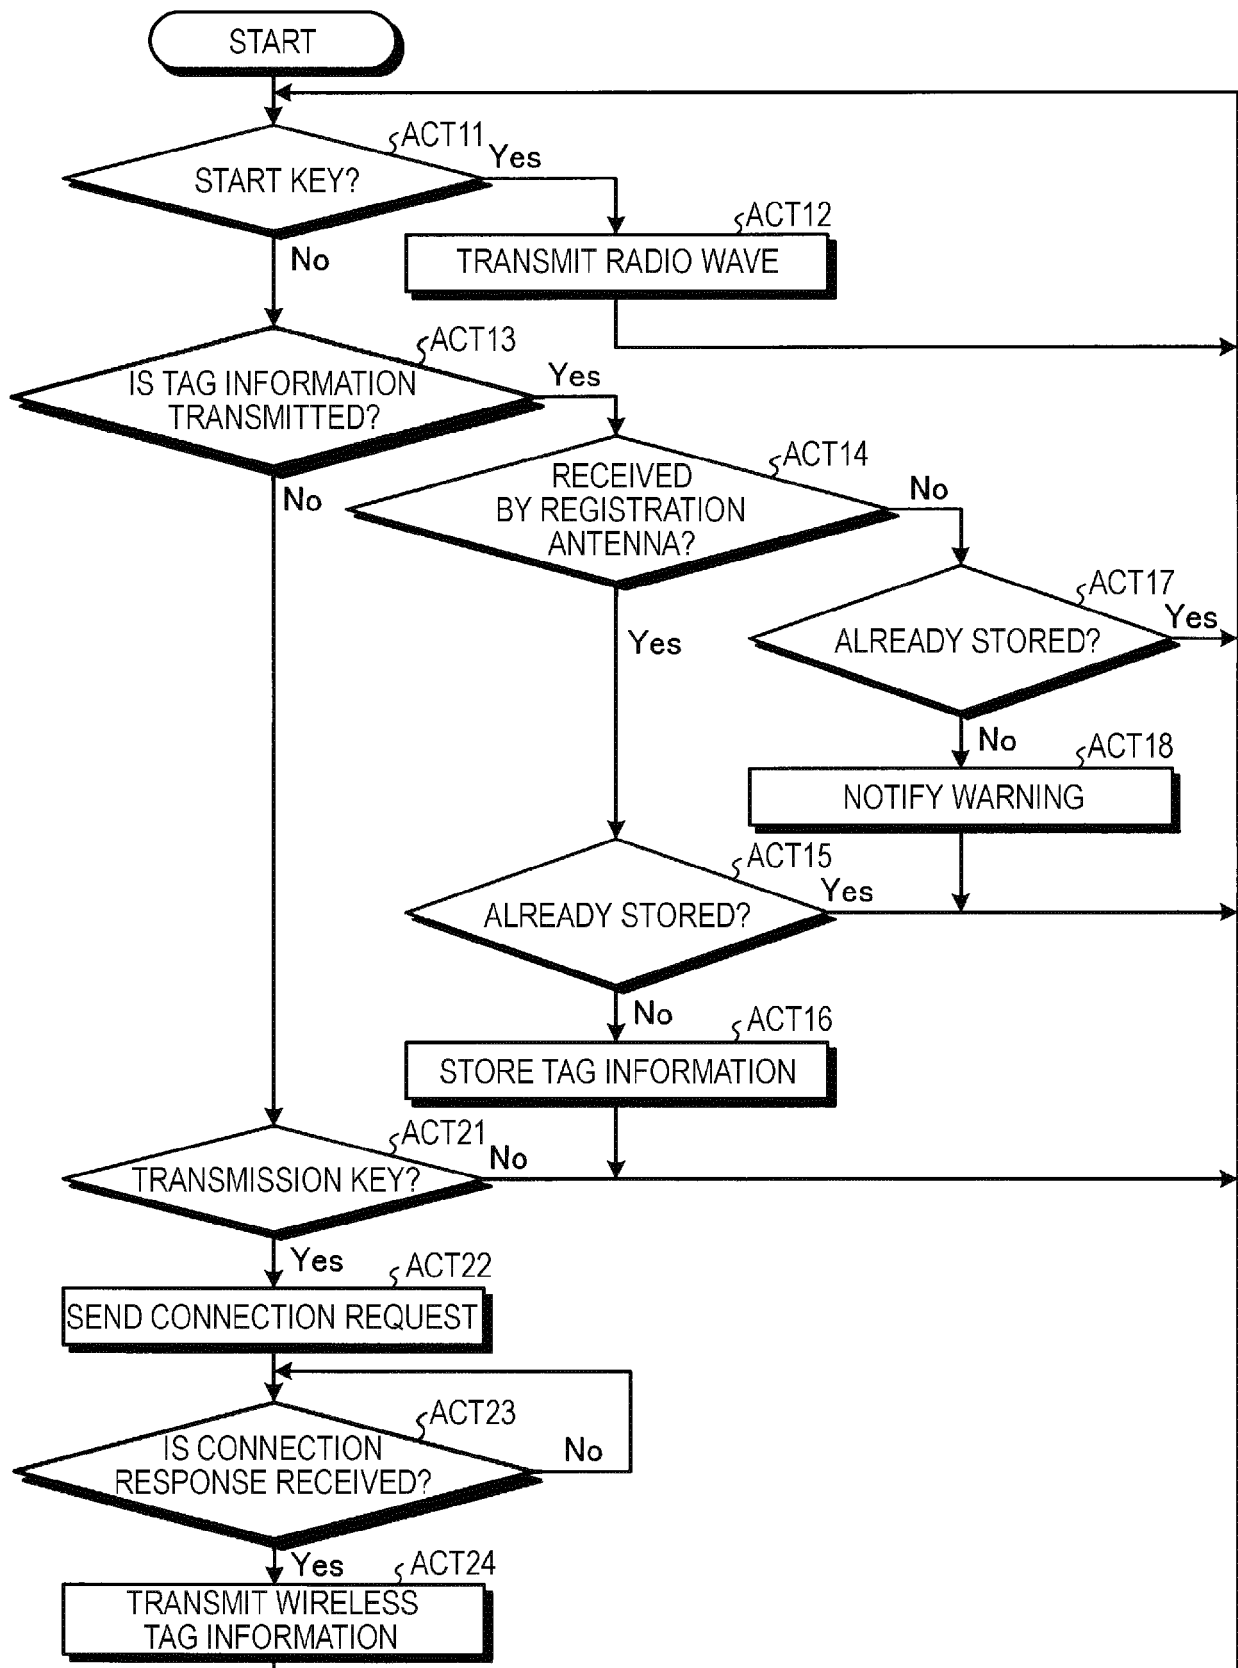 START
ACT11
START KEY?
Yes
No
ACT12
TRANSMIT RADIO WAVE
ACT13
IS TAG INFORMATION
TRANSMITTED?
Yes
No
ACT14
RECEIVED
BY REGISTRATION
ANTENNA?
No
Yes
ACT17
ALREADY STORED?
Yes
No
ACT18
NOTIFY WARNING
ACT15
ALREADY STORED?
Yes
No
ACT16
STORE TAG INFORMATION
ACT21
TRANSMISSION KEY?
No
Yes
ACT22
SEND CONNECTION REQUEST
ACT23
IS CONNECTION
RESPONSE RECEIVED?
No
Yes
ACT24
TRANSMIT WIRELESS
TAG INFORMATION